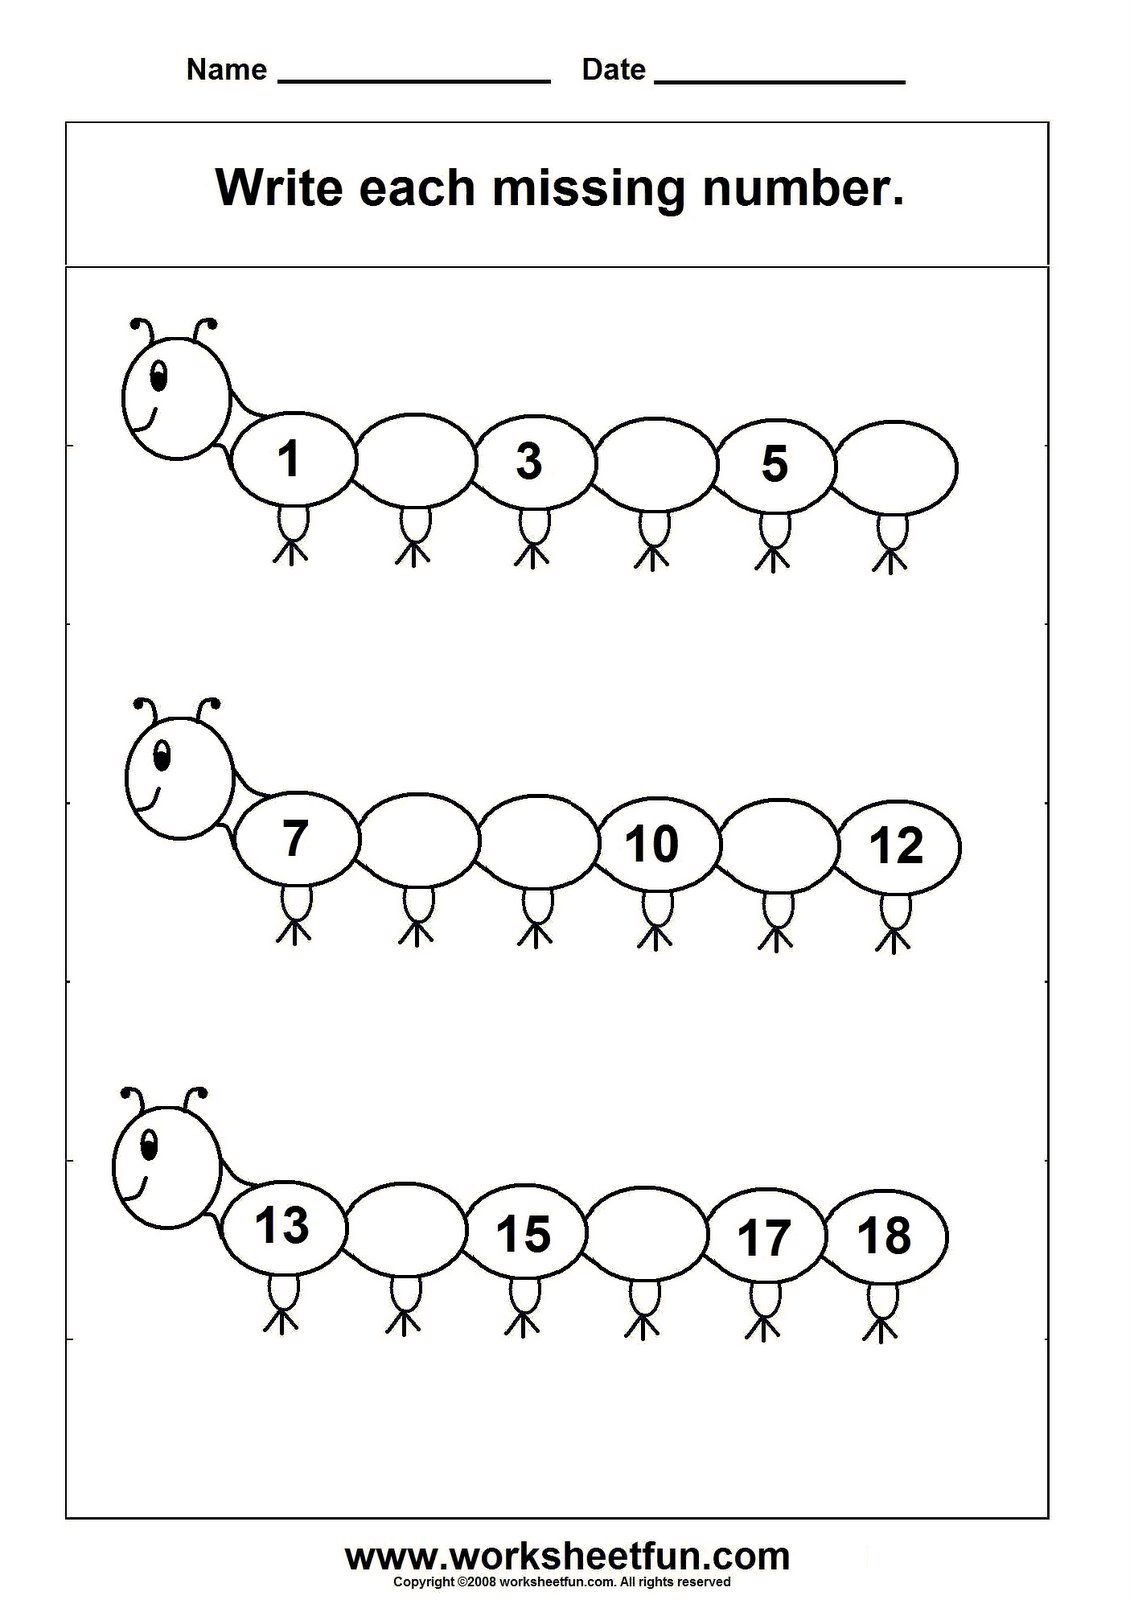 Name Date
Write each missing number.
1 3 5
7 10 12
13 15 17 18
www.worksheetfun.com
Copyright ©2008 worksheetfun.com. All rights reserved